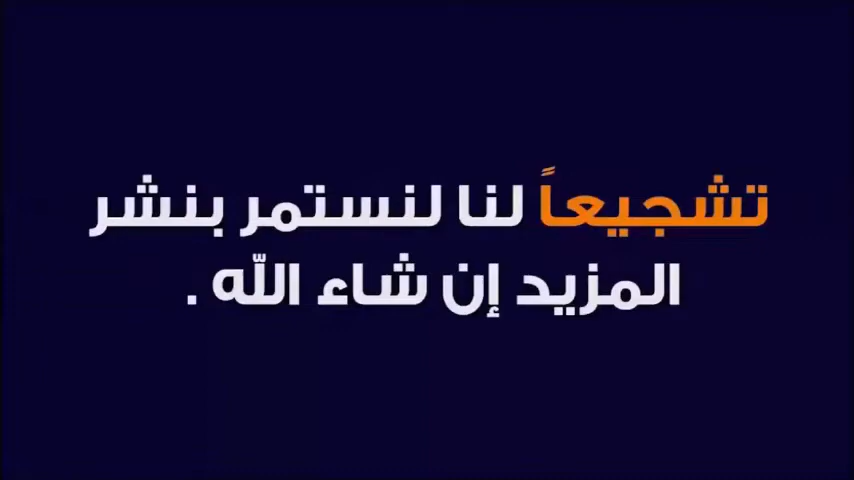 تشجيعاً لنا لنستمر بنشر
المزيد إن شاء الله .